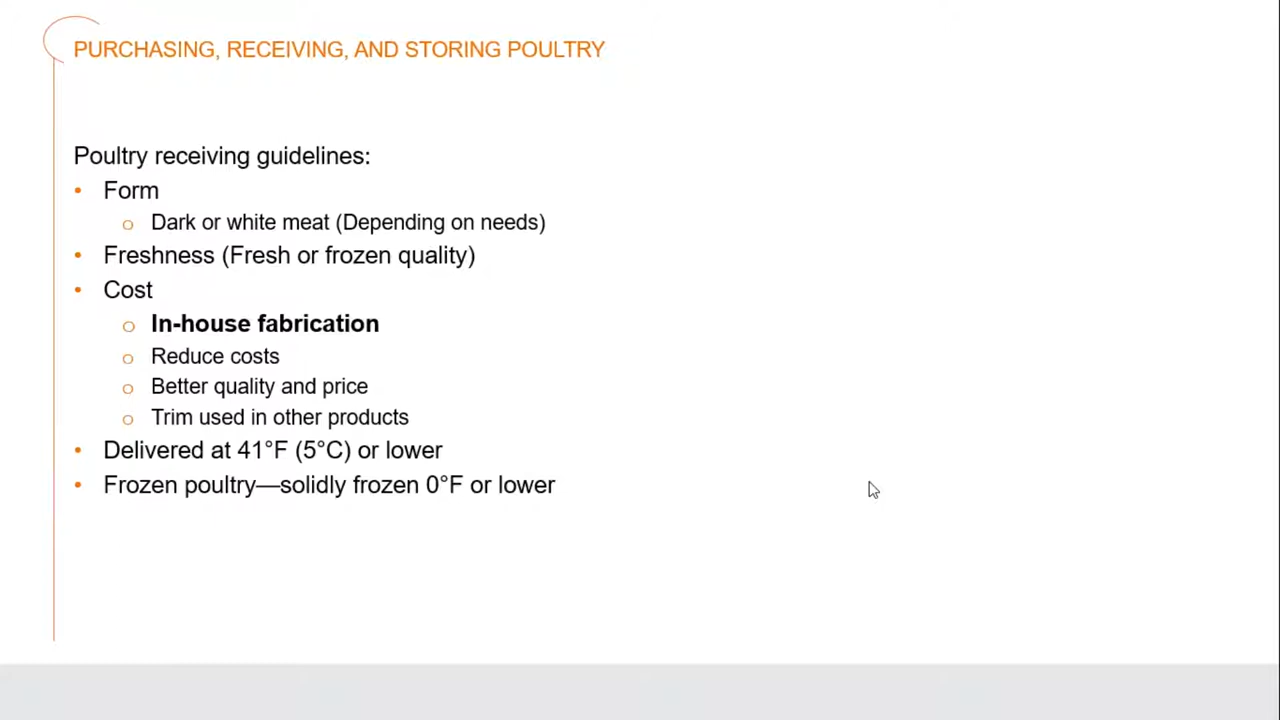 PURCHASING, RECEIVING, AND STORING POULTRY
Poultry receiving guidelines:
• Form
o Dark or white meat (Depending on needs)
• Freshness (Fresh or frozen quality)
• Cost
o In-house fabrication
o Reduce costs
o Better quality and price
o Trim used in other products
• Delivered at 41°F (5°C) or lower
• Frozen poultry—solidly frozen 0°F or lower